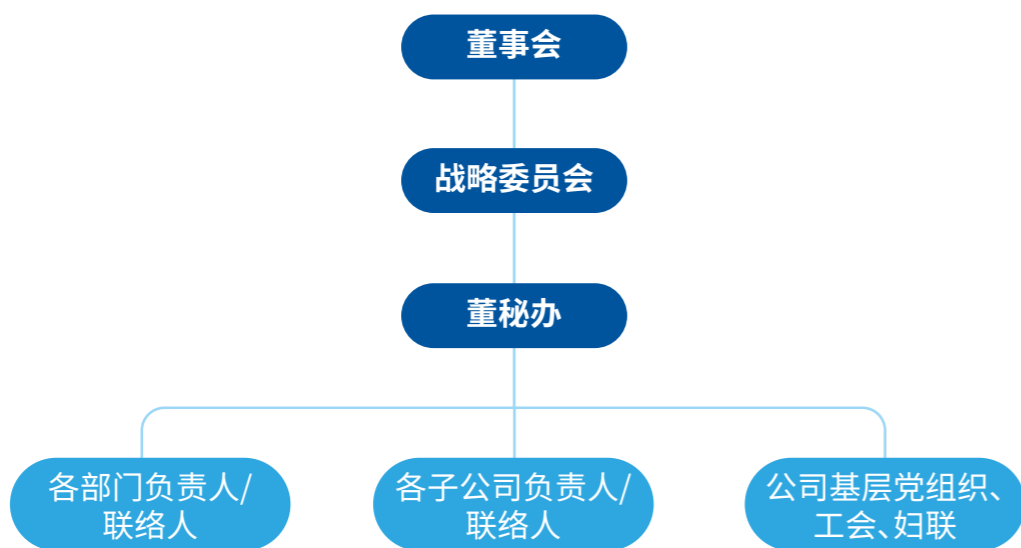 董事会
战略委员会
董秘办
各部门负责人/
联络人
各子公司负责人/
联络人
公司基层党组织、
工会、妇联